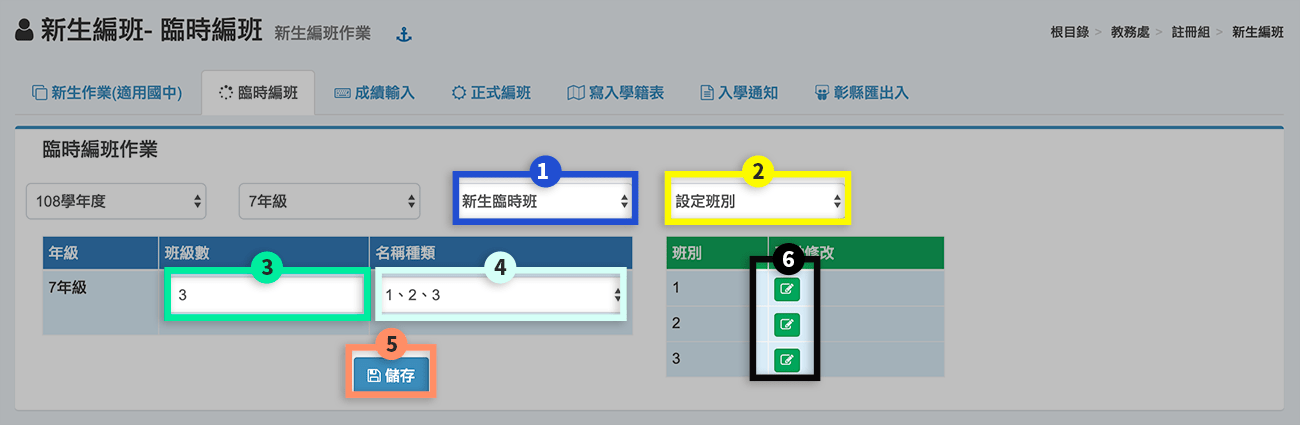 新生編班- 臨時編班 新生編班作業
根目錄 > 教務處 > 註冊組 > 新生編班
新生作業(適用國中) 臨時編班 成績輸入 正式編班 寫入學籍表 入學通知 彰縣匯出入
臨時編班作業
1 2
108學年度 7年級 新生臨時班 設定班別
年級 班級數 名稱種類 班別 修改
3 4 6
7年級 3 1、2、3 1
2
5
儲存 3